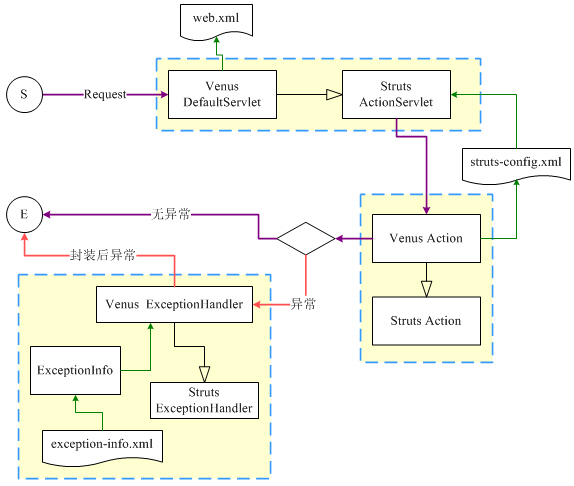 web.xml
S
Request
Venus
DefaultServlet
Struts
ActionServlet
struts-config.xml
E
无异常
Venus Action
封装后异常
异常
Venus ExceptionHandler
Struts Action
ExceptionInfo
Struts
ExceptionHandler
exception-info.xml